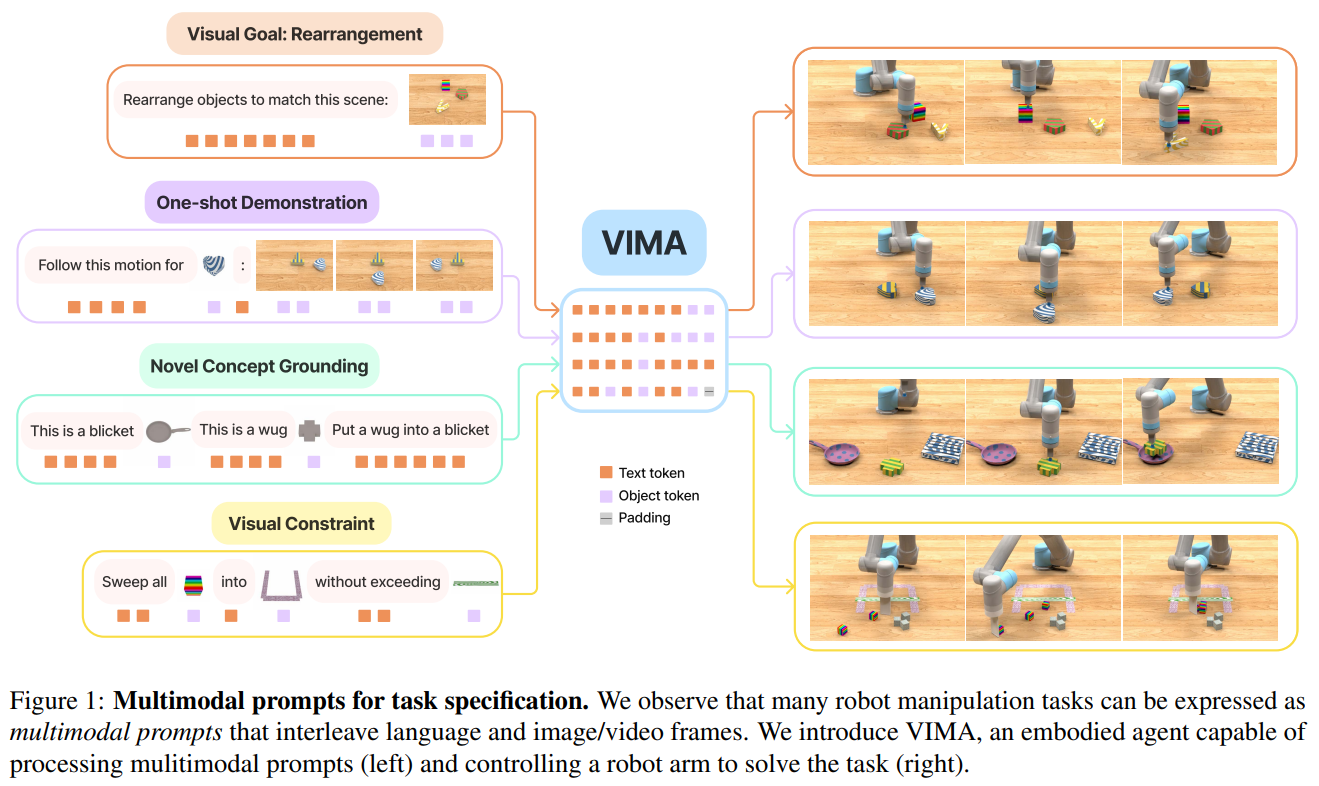 Visual Goal: Rearrangement
Rearrange objects to match this scene:
One-shot Demonstration
Follow this motion for :
Novel Concept Grounding
This is a blicket This is a wug Put a wug into a blicket
Visual Constraint
Sweep all into without exceeding
VIMA
Text token
Object token
Padding
Figure 1: Multimodal prompts for task specification. We observe that many robot manipulation tasks can be expressed as
multimodal prompts that interleave language and image/video frames. We introduce VIMA, an embodied agent capable of
processing mulitimodal prompts (left) and controlling a robot arm to solve the task (right).